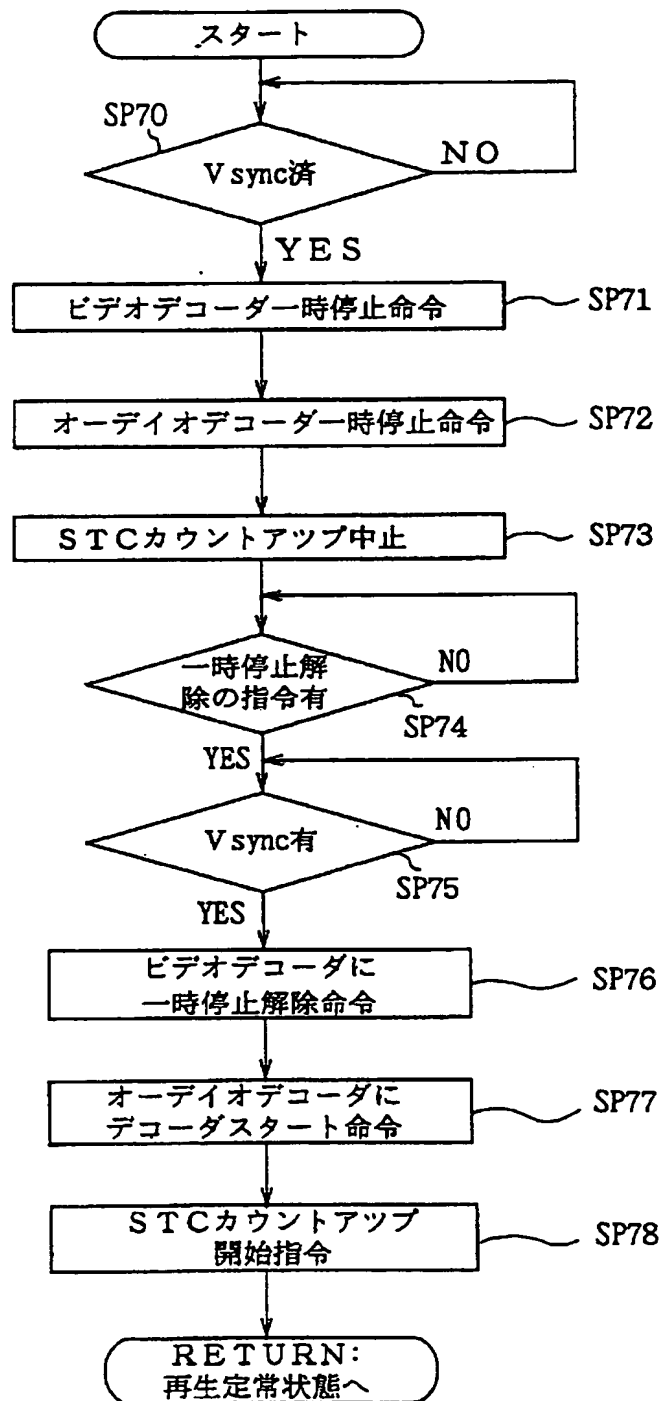 スタート
SP70
V sync済
NO
YES
ビデオデコーダ一時停止命令
SP71
オーデイオデコーダ一時停止命令
SP72
STCカウントアツプ中止
SP73
一時停止解
除の指令有
NO
SP74
YES
V sync有
NO
SP75
YES
ビデオデコーダに
一時停止解除命令
SP76
オーデイオデコーダに
デコーダスタート命令
SP77
STCカウントアツプ
開始指令
SP78
RETURN:
再生定常状態へ